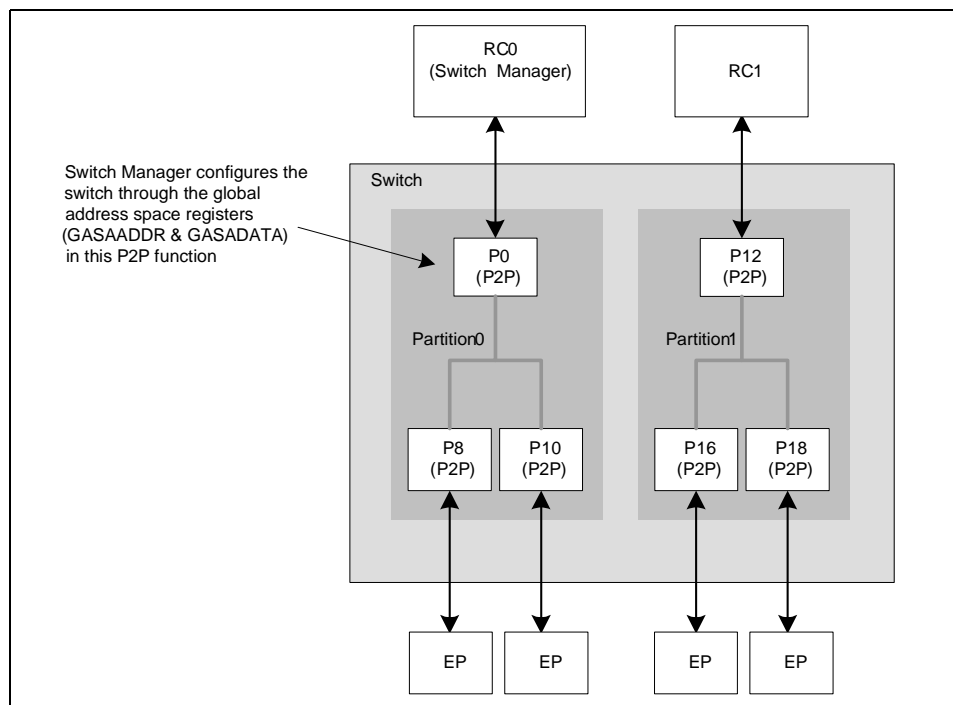 RC0
(Switch Manager)
RC1
Switch Manager configures the
switch through the global
address space registers
(GASAADDR & GASADATA)
in this P2P function
Switch
P0
(P2P)
P12
(P2P)
Partition0
Partition1
P8
(P2P)
P10
(P2P)
P16
(P2P)
P18
(P2P)
EP
EP
EP
EP